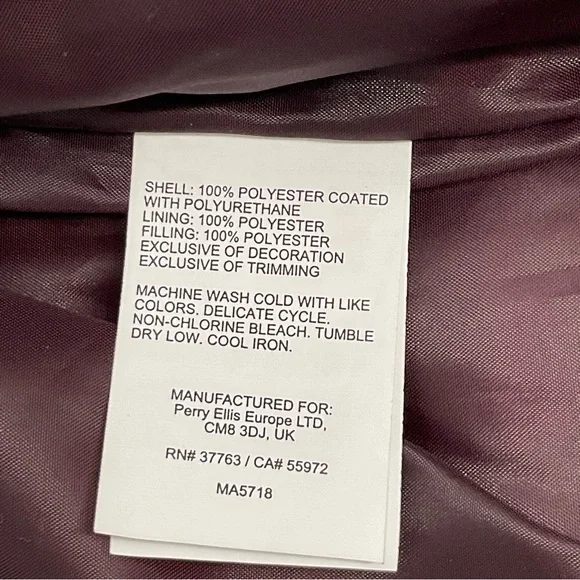 SHELL: 100% POLYESTER COATED
WITH POLYURETHANE
LINING: 100% POLYESTER
FILLING: 100% POLYESTER
EXCLUSIVE OF DECORATION
EXCLUSIVE OF TRIMMING
MACHINE WASH COLD WITH LIKE
COLORS. DELICATE CYCLE.
NON-CHLORINE BLEACH. TUMBLE
DRY LOW. COOL IRON.
MANUFACTURED FOR:
Perry Ellis Europe LTD,
CM8 3DJ, UK
RN# 37763 / CA# 55972
MA5718